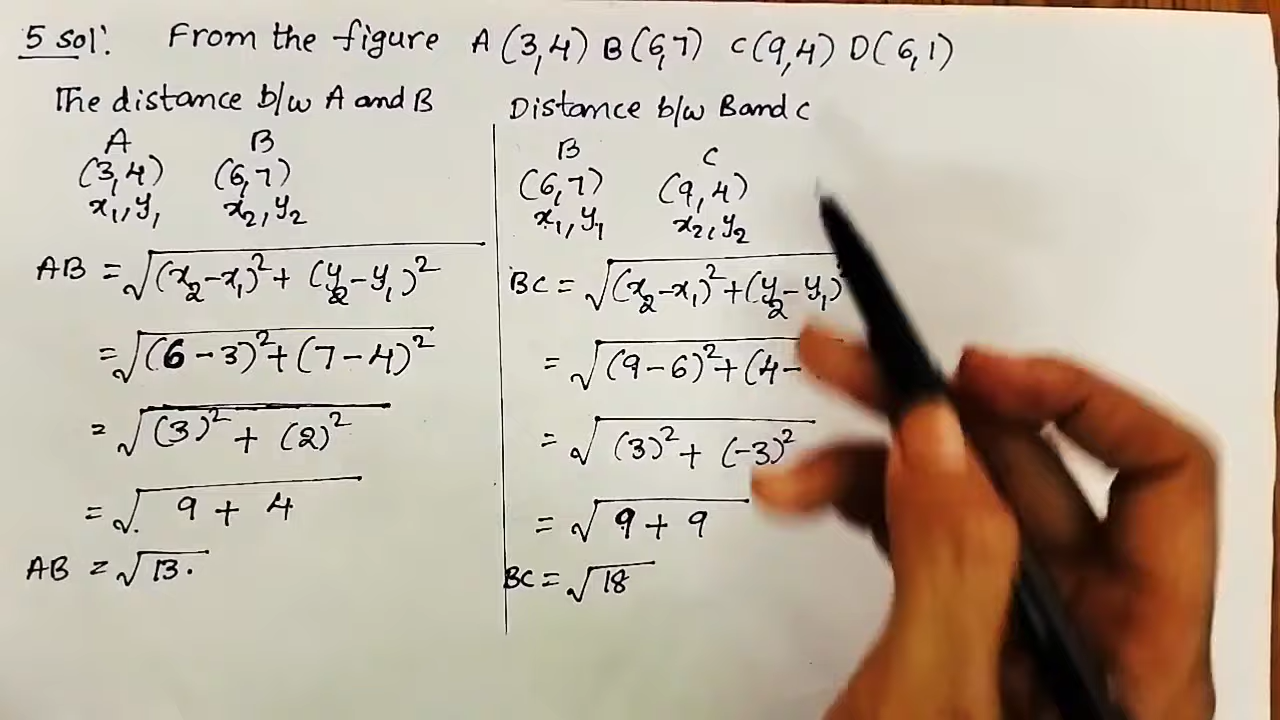 5 Sol: From the figure A(3,4) B(6,7) C(9,4) D(6,1)
The distance b/w A and B
A B
(3,4) (6,7)
x₁,y₁ x₂,y₂
AB = √(x₂-x₁)²+ (y₂-y₁)²
= √(6-3)²+(7-4)²
= √(3)²+ (2)²
= √9+ 4
AB = √13.
Distance b/w B and C
B C
(6,7) (9,4)
x₁,y₁ x₂,y₂
BC = √(x₂-x₁)²+(y₂-y₁)
= √(9-6)²+(4-
= √(3)²+ (-3)²
= √9+ 9
BC = √18